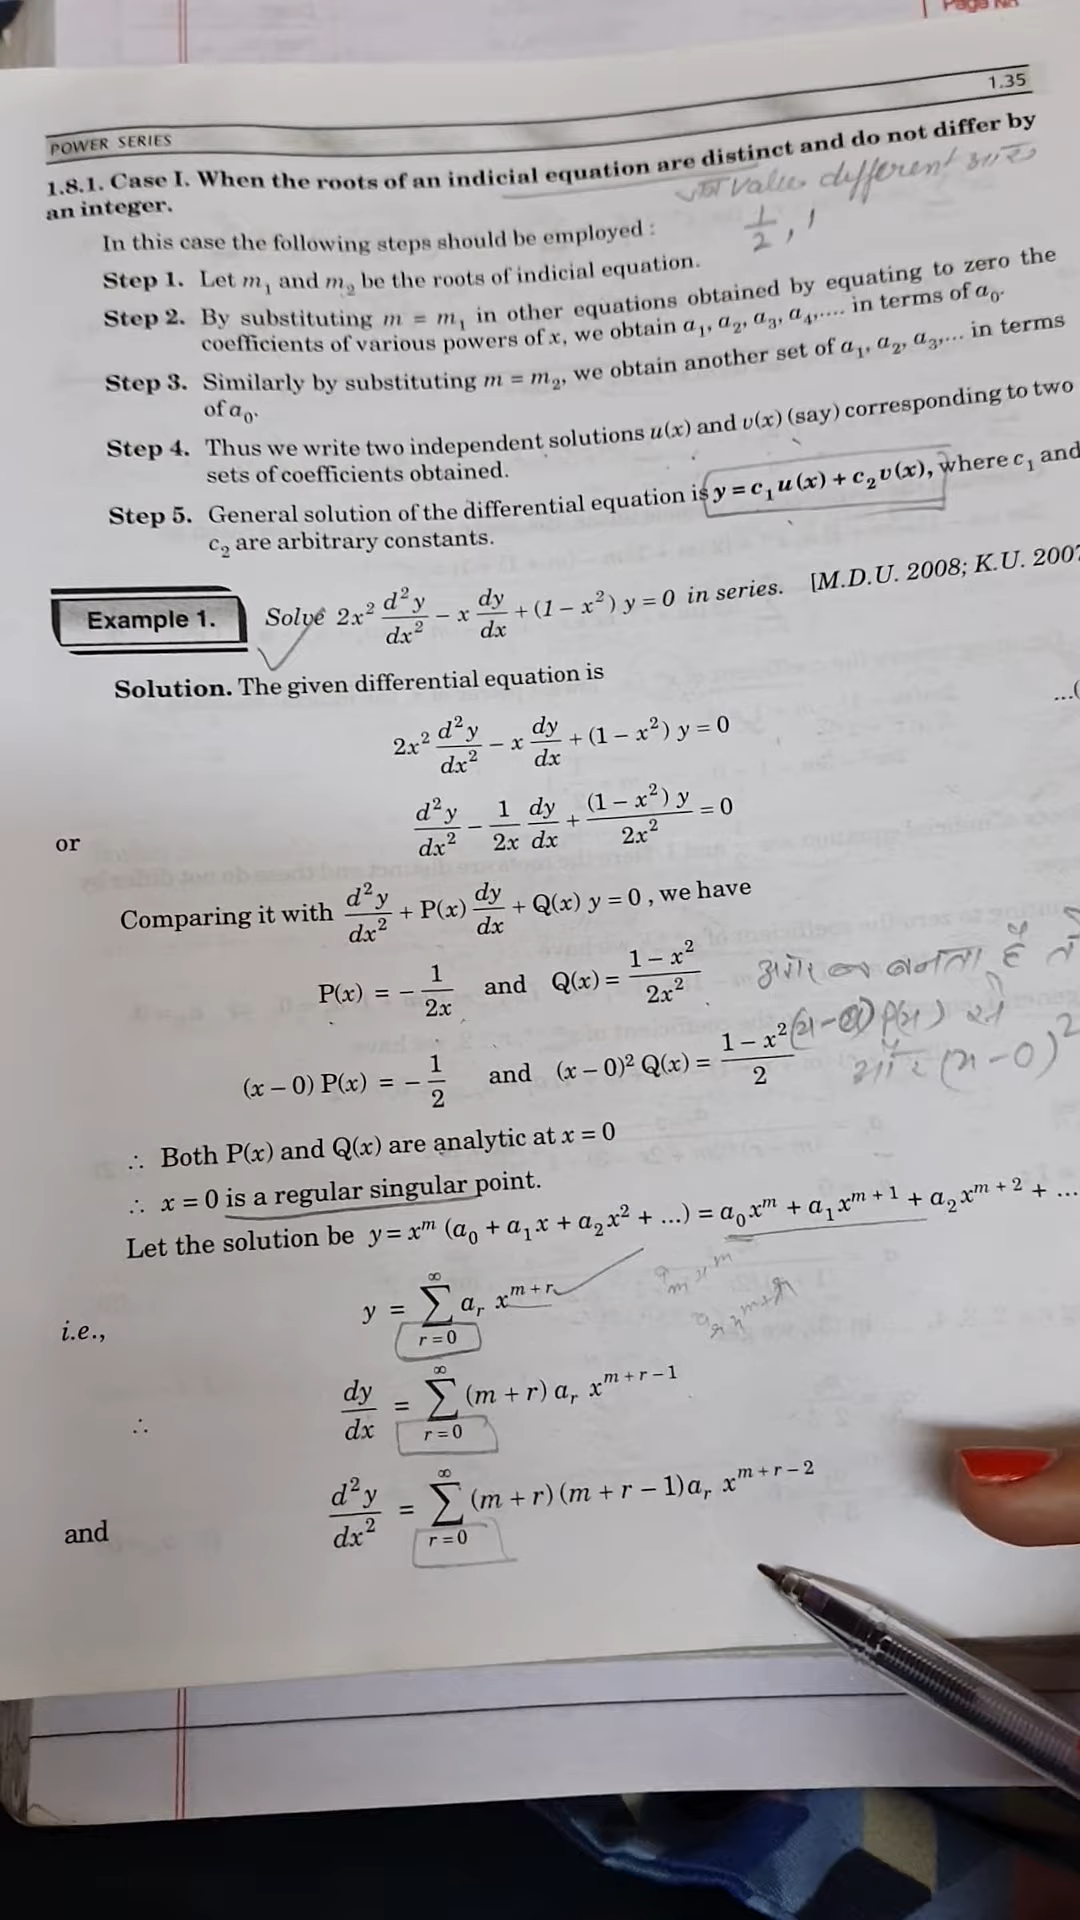 Page No
POWER SERIES
1.35
1.8.1. Case I. When the roots of an indicial equation are distinct and do not differ by
an integer.
value different
1/2, 1
In this case the following steps should be employed :
Step 1. Let m₁ and m₂ be the roots of indicial equation.
Step 2. By substituting m = m₁ in other equations obtained by equating to zero the
coefficients of various powers of x, we obtain a₁, a₂, a₃, a₄,.... in terms of a₀.
Step 3. Similarly by substituting m = m₂, we obtain another set of a₁, a₂, a₃,... in terms
of a₀.
Step 4. Thus we write two independent solutions u(x) and v(x) (say) corresponding to two
sets of coefficients obtained.
Step 5. General solution of the differential equation is y = c₁ u(x) + c₂ v(x), where c₁ and
c₂ are arbitrary constants.
Example 1. Solve 2x² d²y/dx² – x dy/dx + (1 – x²) y = 0 in series. [M.D.U. 2008; K.U. 2007
Solution. The given differential equation is
...(
2x² d²y/dx² – x dy/dx + (1 – x²) y = 0
or d²y/dx² – 1/2x dy/dx + (1 – x²) y/2x² = 0
Comparing it with d²y/dx² + P(x) dy/dx + Q(x) y = 0 , we have
P(x) = – 1/2x and Q(x) = 1 – x²/2x²
बनता है
(x – 0) P(x) = – 1/2 and (x – 0)² Q(x) = 1 – x²/2
(x-0) P(x) से
और (x-0)²
∴ Both P(x) and Q(x) are analytic at x = 0
∴ x = 0 is a regular singular point.
Let the solution be y = xᵐ (a₀ + a₁x + a₂x² + ...) = a₀xᵐ + a₁xᵐ⁺¹ + a₂xᵐ⁺² + ...
i.e., y = ∞ Σ r=0 aᵣ xᵐ⁺ʳ
∴ dy/dx = ∞ Σ r=0 (m + r) aᵣ xᵐ⁺ʳ⁻¹
and d²y/dx² = ∞ Σ r=0 (m + r) (m + r – 1)aᵣ xᵐ⁺ʳ⁻²